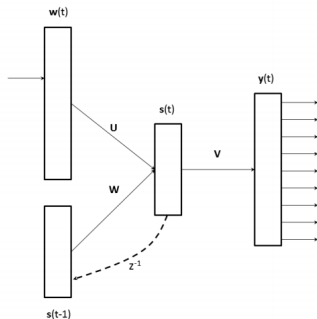 w(t)
y(t)
s(t)
U
V
W
z⁻¹
s(t-1)